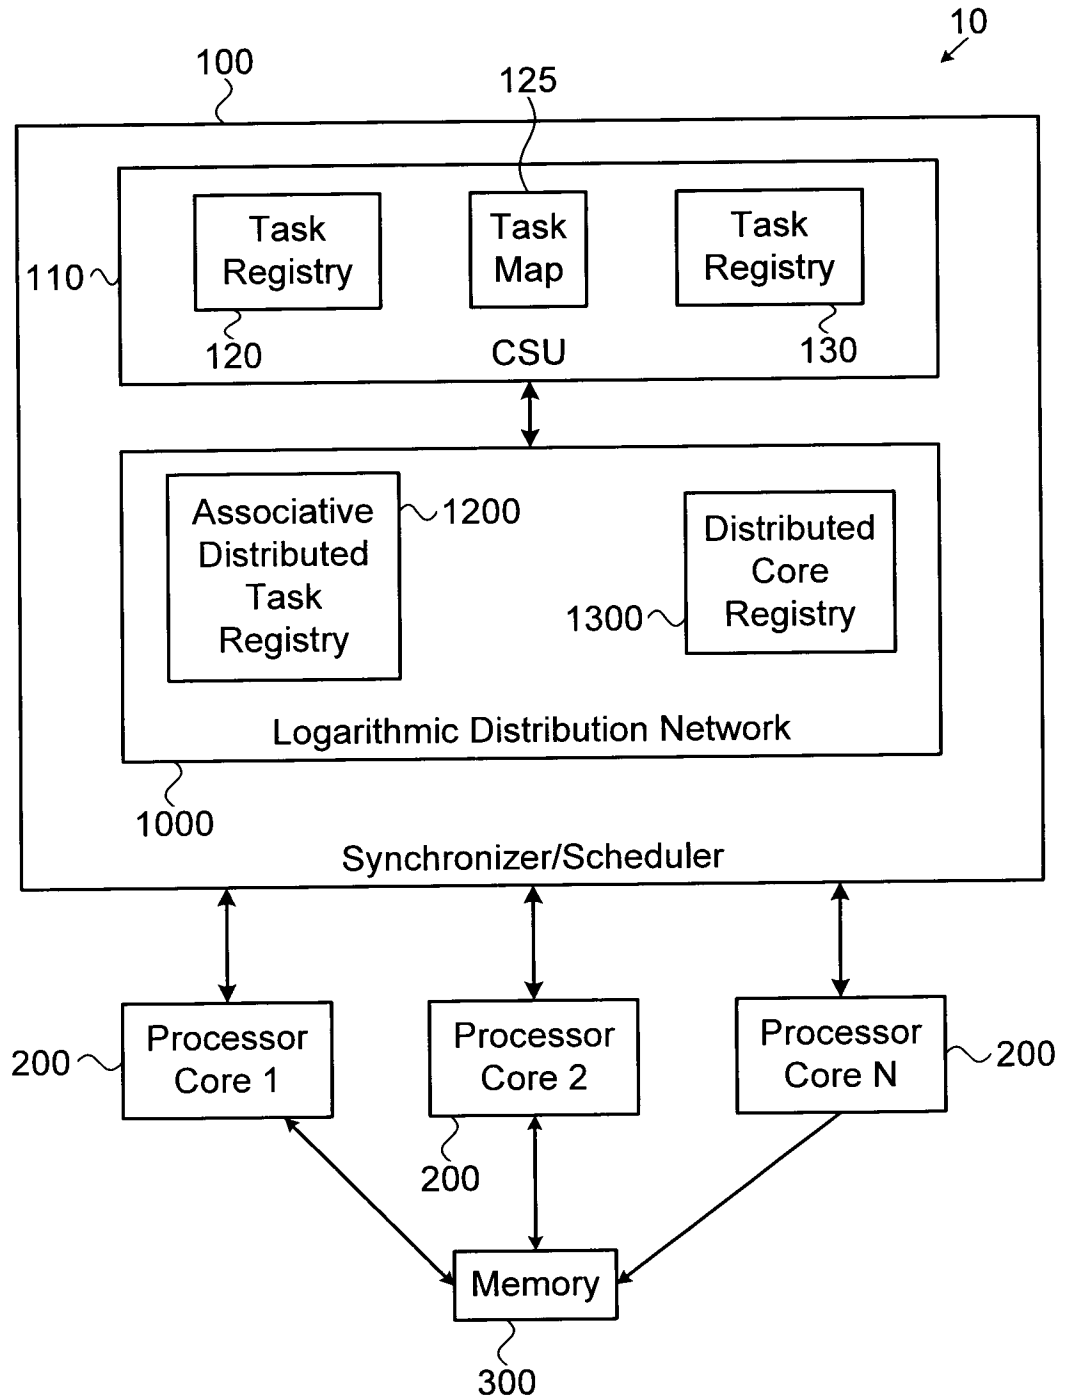 10
100
125
Task
Registry
Task
Map
Task
Registry
110
120
CSU
130
Associative
Distributed
Task
Registry
1200
Distributed
Core
Registry
1300
Logarithmic Distribution Network
1000
Synchronizer/Scheduler
Processor
Core 1
200
Processor
Core 2
200
Processor
Core N
200
Memory
300